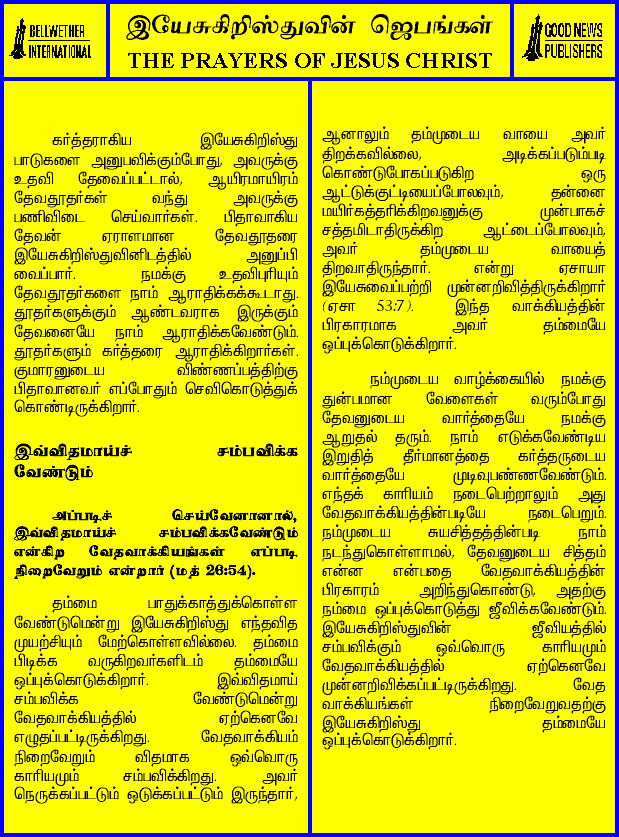 BELLWETHER
INTERNATIONAL
இயேசுகிறிஸ்துவின் ஜெபங்கள்
THE PRAYERS OF JESUS CHRIST
GOOD NEWS
PUBLISHERS
கர்த்தராகிய இயேசுகிறிஸ்து
பாடுகளை அனுபவிக்கும்போது, அவருக்கு
உதவி தேவைப்பட்டால், ஆயிரமாயிரம்
தேவதூதர்கள் வந்து அவருக்கு
பணிவிடை செய்வார்கள். பிதாவாகிய
தேவன் ஏராளமான தேவதூதரை
இயேசுகிறிஸ்துவினிடத்தில் அனுப்பி
வைப்பார். நமக்கு உதவிபுரியும்
தேவதூதர்களை நாம் ஆராதிக்கக்கூடாது.
தூதர்களுக்கும் ஆண்டவராக இருக்கும்
தேவனையே நாம் ஆராதிக்கவேண்டும்.
தூதர்களும் கர்த்தரை ஆராதிக்கிறார்கள்.
குமாரனுடைய விண்ணப்பத்திற்கு
பிதாவானவர் எப்போதும் செவிகொடுத்துக்
கொண்டிருக்கிறார்.
இவ்விதமாய்ச் சம்பவிக்க
வேண்டும்
அப்படிச் செய்வேனானால்,
இவ்விதமாய்ச் சம்பவிக்கவேண்டும்
என்கிற வேதவாக்கியங்கள் எப்படி
நிறைவேறும் என்றார் (மத் 26:54).
தம்மை பாதுக்காத்துக்கொள்ள
வேண்டுமென்று இயேசுகிறிஸ்து எந்தவித
முயற்சியும் மேற்கொள்ளவில்லை. தம்மை
பிடிக்க வருகிறவர்களிடம் தம்மையே
ஒப்புக்கொடுக்கிறார். இவ்விதமாய்
சம்பவிக்க வேண்டுமென்று
வேதவாக்கியத்தில் ஏற்கெனவே
எழுதப்பட்டிருக்கிறது. வேதவாக்கியம்
நிறைவேறும் விதமாக ஒவ்வொரு
காரியமும் சம்பவிக்கிறது. அவர்
நெருக்கப்பட்டும் ஒடுக்கப்பட்டும் இருந்தார்,
ஆனாலும் தம்முடைய வாயை அவர்
திறக்கவில்லை, அடிக்கப்படும்படி
கொண்டுபோகப்படுகிற ஒரு
ஆட்டுக்குட்டியைப்போலவும், தன்னை
மயிர்கத்தரிக்கிறவனுக்கு முன்பாகச்
சத்தமிடாதிருக்கிற ஆட்டைப்போலவும்,
அவர் தம்முடைய வாயைத்
திறவாதிருந்தார். என்று ஏசாயா
இயேசுவைப்பற்றி முன்னறிவித்திருக்கிறார்
(ஏசா 53:7). இந்த வாக்கியத்தின்
பிரகாரமாக அவர் தம்மையே
ஒப்புக்கொடுக்கிறார்.
நம்முடைய வாழ்க்கையில் நமக்கு
துன்பமான வேளைகள் வரும்போது
தேவனுடைய வார்த்தையே நமக்கு
ஆறுதல் தரும். நாம் எடுக்கவேண்டிய
இறுதித் தீர்மானத்தை கர்த்தருடைய
வார்த்தையே முடிவுபண்ணவேண்டும்.
எந்தக் காரியம் நடைபெற்றாலும் அது
வேதவாக்கியத்தின்படியே நடைபெறும்.
நம்முடைய சுயசித்தத்தின்படி நாம்
நடந்துகொள்ளாமல், தேவனுடைய சித்தம்
என்ன என்பதை வேதவாக்கியத்தின்
பிரகாரம் அறிந்துகொண்டு, அதற்கு
நம்மை ஒப்புக்கொடுத்து ஜீவிக்கவேண்டும்.
இயேசுகிறிஸ்துவின் ஜீவியத்தில்
சம்பவிக்கும் ஒவ்வொரு காரியமும்
வேதவாக்கியத்தில் ஏற்கெனவே
முன்னறிவிக்கப்பட்டிருக்கிறது. வேத
வாக்கியங்கள் நிறைவேறுவதற்கு
இயேசுகிறிஸ்து தம்மையே
ஒப்புக்கொடுக்கிறார்.